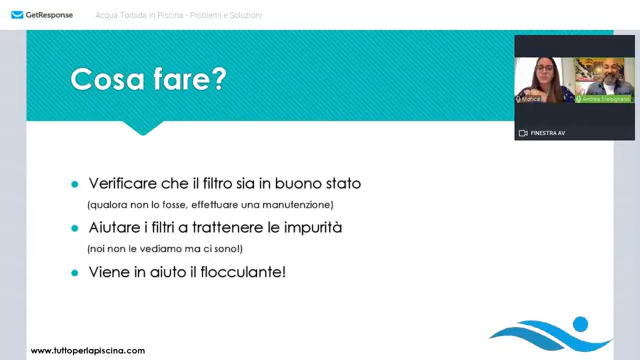 GetResponse
Acqua Torbida in Piscina - Problemi e Soluzioni
Cosa fare?
Monica
Andrea Melpignano
FINESTRA AV
Verificare che il filtro sia in buono stato
(qualora non lo fosse, effettuare una manutenzione)
Aiutare i filtri a trattenere le impurità
(noi non le vediamo ma ci sono!)
Viene in aiuto il flocculante!
www.tuttoperlapiscina.com